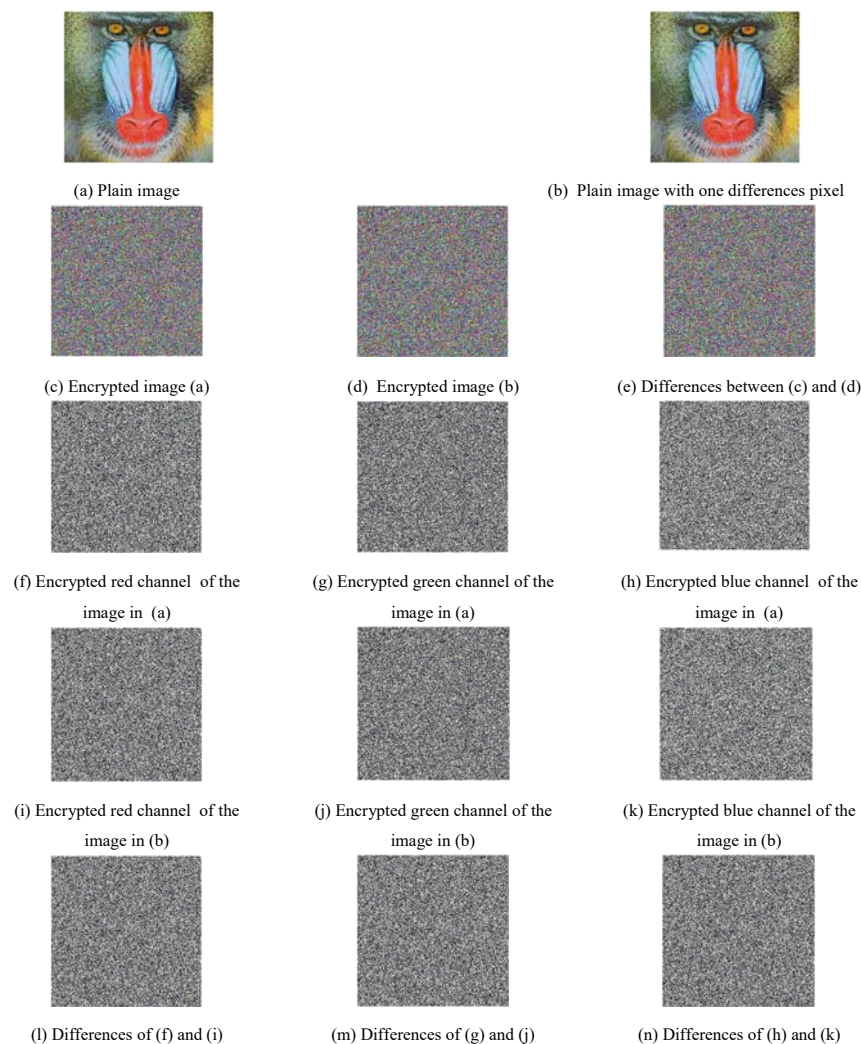 (a) Plain image
(b) Plain image with one differences pixel
(c) Encrypted image (a)
(d) Encrypted image (b)
(e) Differences between (c) and (d)
(f) Encrypted red channel of the
image in (a)
(g) Encrypted green channel of the
image in (a)
(h) Encrypted blue channel of the
image in (a)
(i) Encrypted red channel of the
image in (b)
(j) Encrypted green channel of the
image in (b)
(k) Encrypted blue channel of the
image in (b)
(l) Differences of (f) and (i)
(m) Differences of (g) and (j)
(n) Differences of (h) and (k)